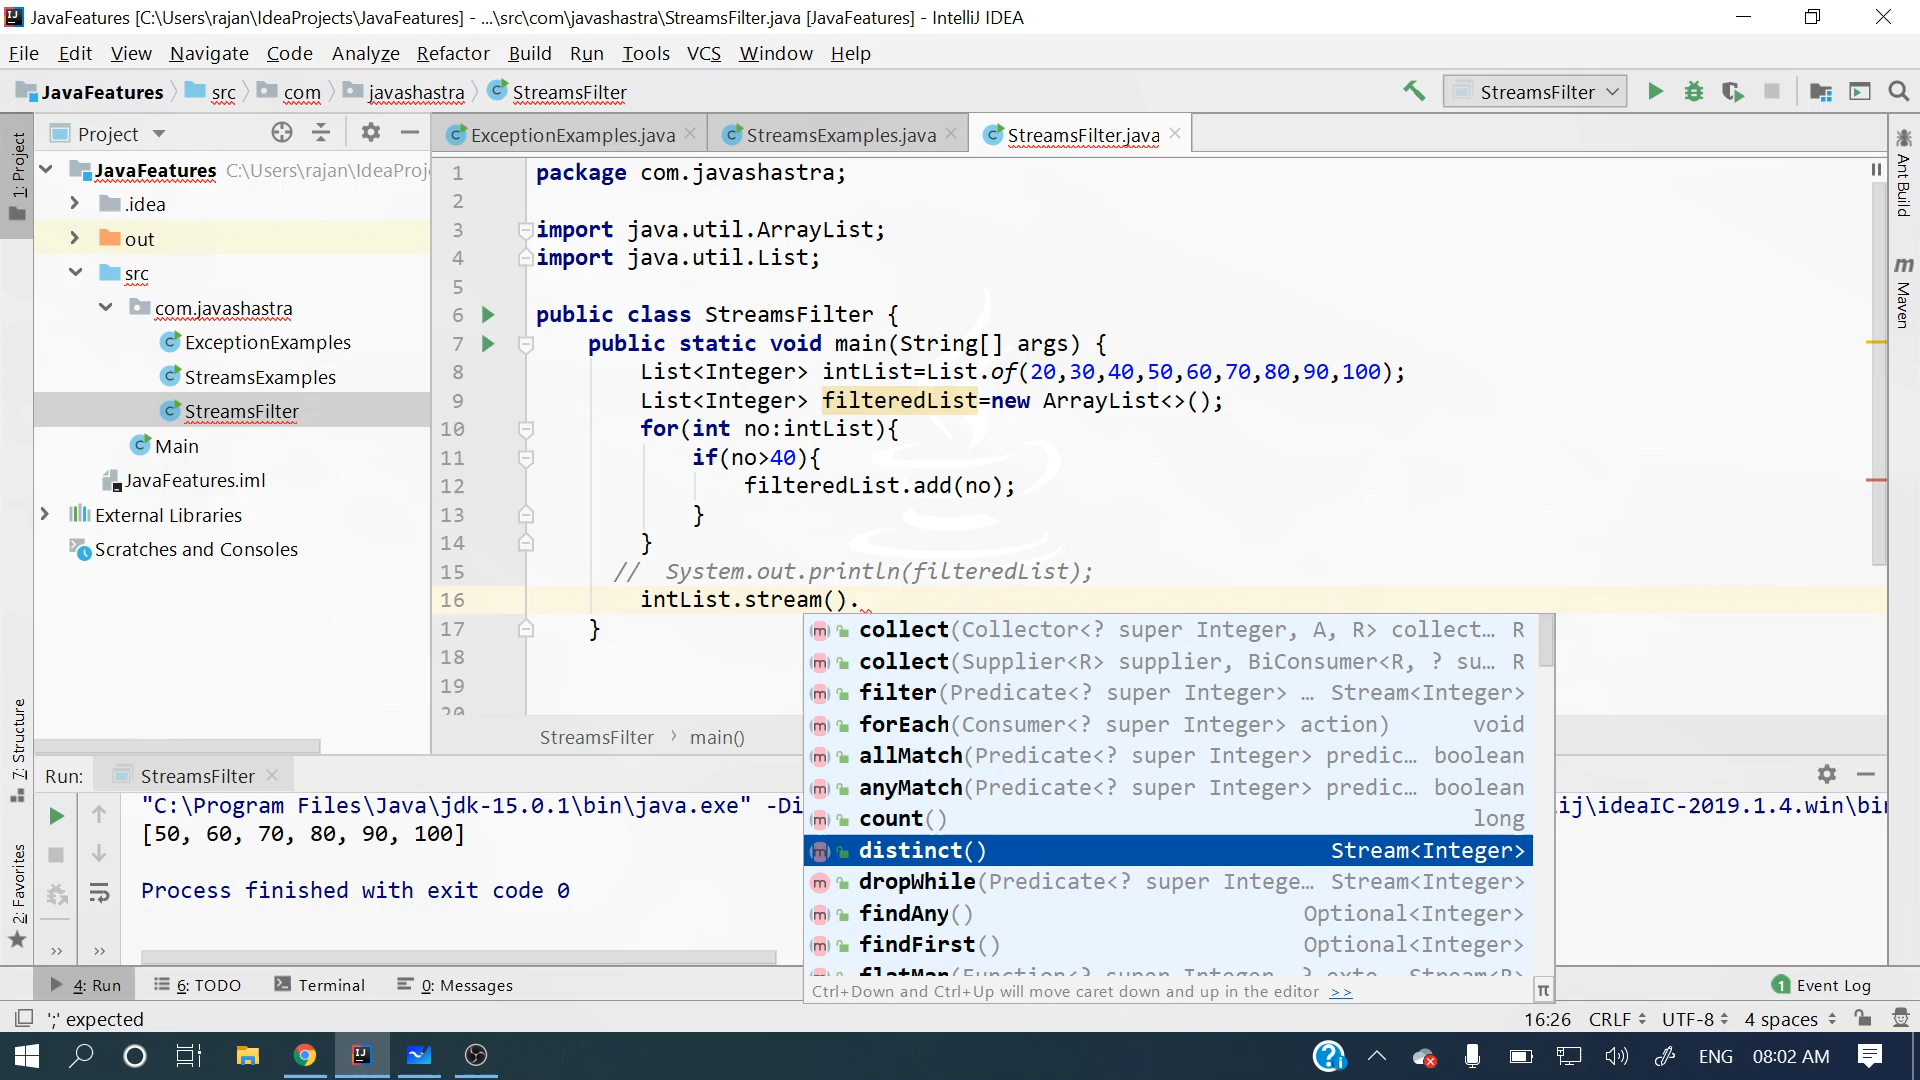 JavaFeatures [C:\Users\rajan\IdeaProjects\JavaFeatures] - ...\src\com\javashastra\StreamsFilter.java [JavaFeatures] - IntelliJ IDEA
File Edit View Navigate Code Analyze Refactor Build Run Tools VCS Window Help
JavaFeatures src com javashastra StreamsFilter StreamsFilter
Project ExceptionExamples.java StreamsExamples.java StreamsFilter.java
JavaFeatures C:\Users\rajan\IdeaProj
.idea
out
src
com.javashastra
ExceptionExamples
StreamsExamples
StreamsFilter
Main
JavaFeatures.iml
External Libraries
Scratches and Consoles
1: Project
7: Structure
2: Favorites
Ant Build
Maven
1 package com.javashastra;
2
3 import java.util.ArrayList;
4 import java.util.List;
5
6 public class StreamsFilter {
7 public static void main(String[] args) {
8 List<Integer> intList=List.of(20,30,40,50,60,70,80,90,100);
9 List<Integer> filteredList=new ArrayList<>();
10 for(int no:intList){
11 if(no>40){
12 filteredList.add(no);
13 }
14 }
15 // System.out.println(filteredList);
16 intList.stream().
17 }
18
19
20
collect(Collector<? super Integer, A, R> collect... R
collect(Supplier<R> supplier, BiConsumer<R, ? su... R
filter(Predicate<? super Integer> ... Stream<Integer>
forEach(Consumer<? super Integer> action) void
allMatch(Predicate<? super Integer> predic... boolean
anyMatch(Predicate<? super Integer> predic... boolean
count() long
distinct() Stream<Integer>
dropWhile(Predicate<? super Intege... Stream<Integer>
findAny() Optional<Integer>
findFirst() Optional<Integer>
flatMap(Function<? super Integer, ? exte... Stream<R>
Ctrl+Down and Ctrl+Up will move caret down and up in the editor >> π
StreamsFilter main()
Run: StreamsFilter
"C:\Program Files\Java\jdk-15.0.1\bin\java.exe" -Di
ij\ideaIC-2019.1.4.win\bin
[50, 60, 70, 80, 90, 100]
Process finished with exit code 0
4: Run 6: TODO Terminal 0: Messages 1 Event Log
';' expected 16:26 CRLF UTF-8 4 spaces
ENG 08:02 AM